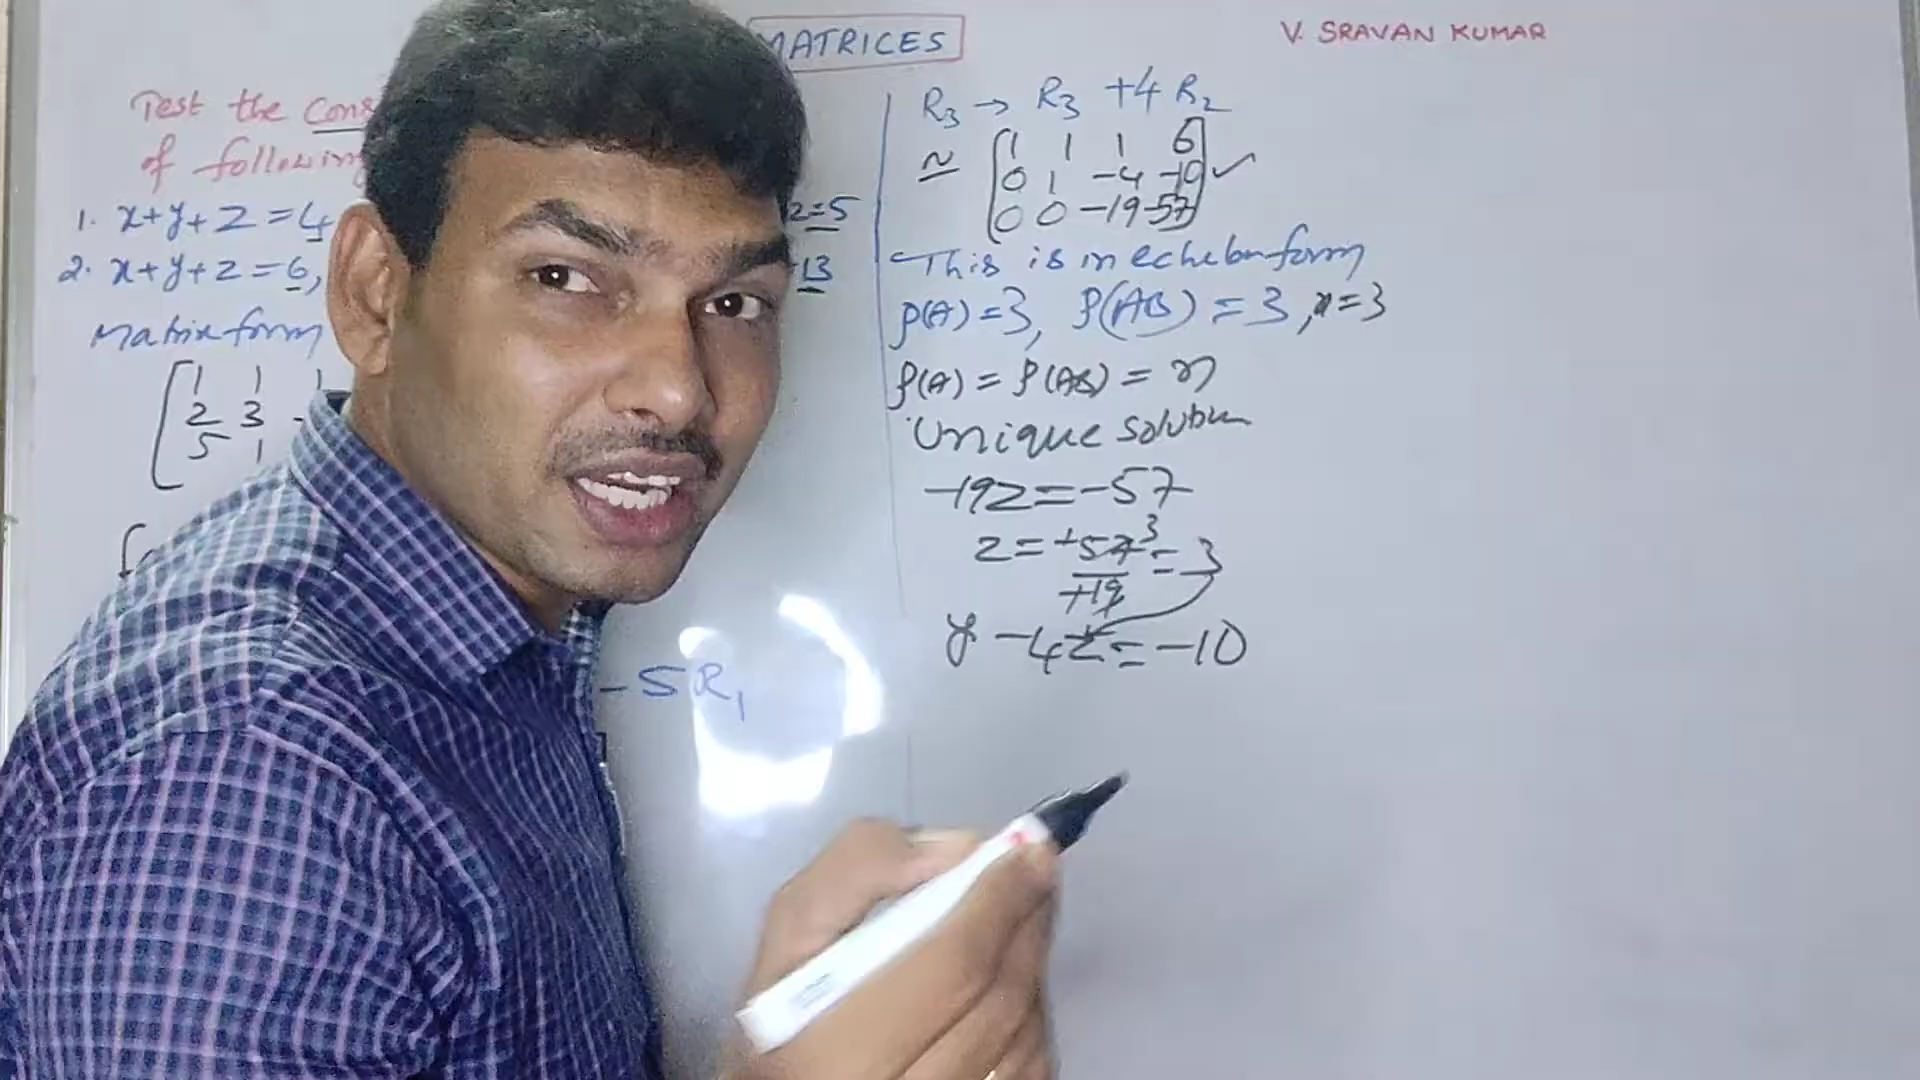 MATRICES
V. SRAVAN KUMAR
Test the cons
of following
1. x+y+z=4
z=5
2. x+y+z=6,
13
Matrix form
1 1 1
2 3 -
5 1
- 5R1
R3 → R3 +4 R2
~ [1 1 1 6
0 1 -4 -10
0 0 -19 -57] ✓
This is in echelon form
ρ(A)=3, ρ(AB)=3, n=3
ρ(A) = ρ(AB) = n
Unique solution
-19z=-57
z=+57 3
+19 = 3
y -4z=-10